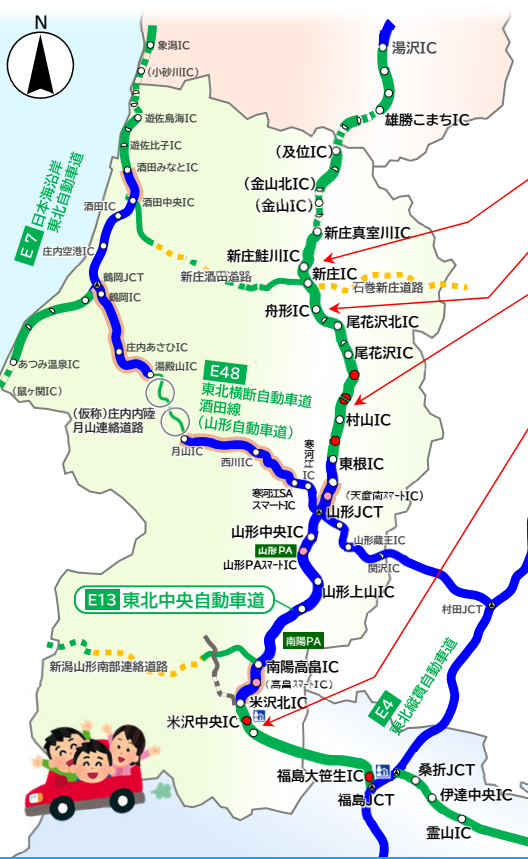 N
象潟IC
(小砂川IC)
遊佐鳥海IC
遊佐比子IC
酒田みなとIC
酒田IC
酒田中央IC
庄内空港IC
E7 日本海沿岸
東北自動車道
鶴岡JCT
鶴岡IC
庄内あさひIC
湯殿山IC
あつみ温泉IC
(鼠ヶ関IC)
(仮称)庄内内陸
月山連絡道路
月山IC
西川IC
寒河江SA
スマートIC
寒河江IC
E48
東北横断自動車道
酒田線
(山形自動車道)
湯沢IC
雄勝こまちIC
(及位IC)
(金山北IC)
(金山IC)
新庄真室川IC
新庄鮭川IC
新庄酒田道路
新庄IC
石巻新庄道路
舟形IC
尾花沢北IC
尾花沢IC
村山IC
東根IC
(天童南スマートIC)
山形JCT
山形中央IC
山形PA
山形PAスマートIC
山形蔵王IC
関沢IC
山形上山IC
村田JCT
E13 東北中央自動車道
南陽PA
新潟山形南部連絡道路
南陽高畠IC
(高畠スマートIC)
米沢北IC
米沢中央IC
E4
東北縦貫自動車道
福島大笹生IC
福島JCT
桑折JCT
伊達中央IC
霊山IC